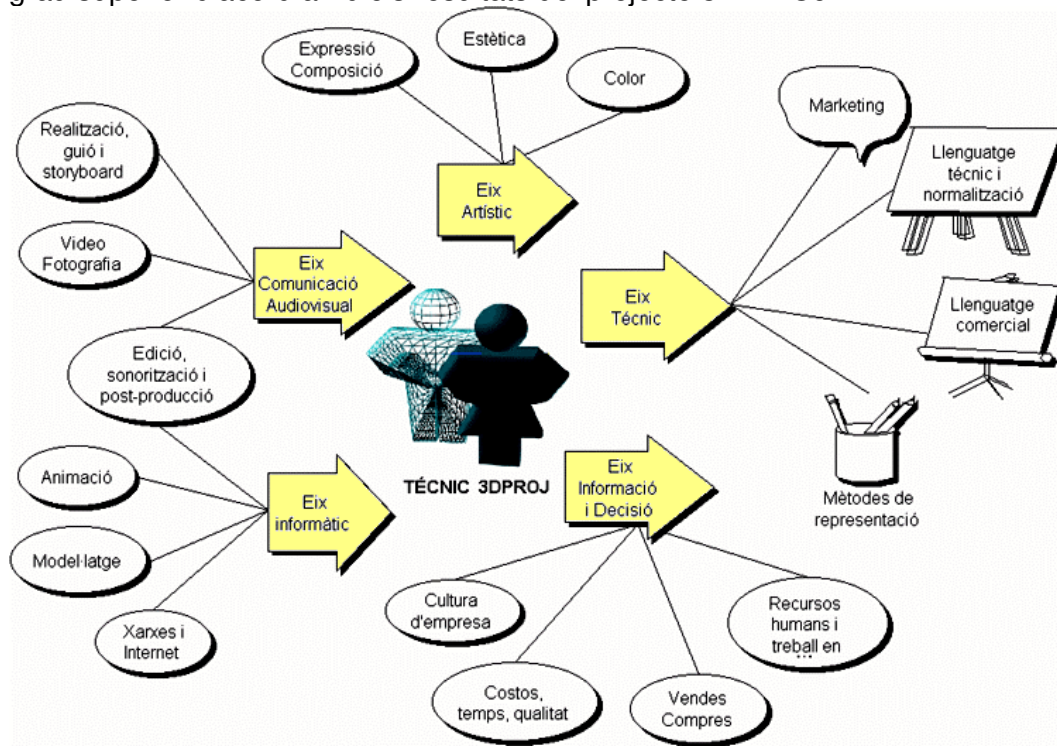 Expressió
Composició
Estètica
Color
Marketing
Realització,
guió i
storyboard
Llenguatge
técnic i
normalització
Eix
Artístic
Video
Fotografia
Eix
Comunicació
Audiovisual
Eix
Técnic
Llenguatge
comercial
Edició,
sonorització i
post-producció
TÉCNIC 3DPROJ
Eix
Informació
i Decisió
Animació
Eix
informàtic
Mètodes de
representació
Model·latge
Xarxes i
Internet
Cultura
d'empresa
Recursos
humans i
treball en
...
Costos,
temps, qualitat
Vendes
Compres